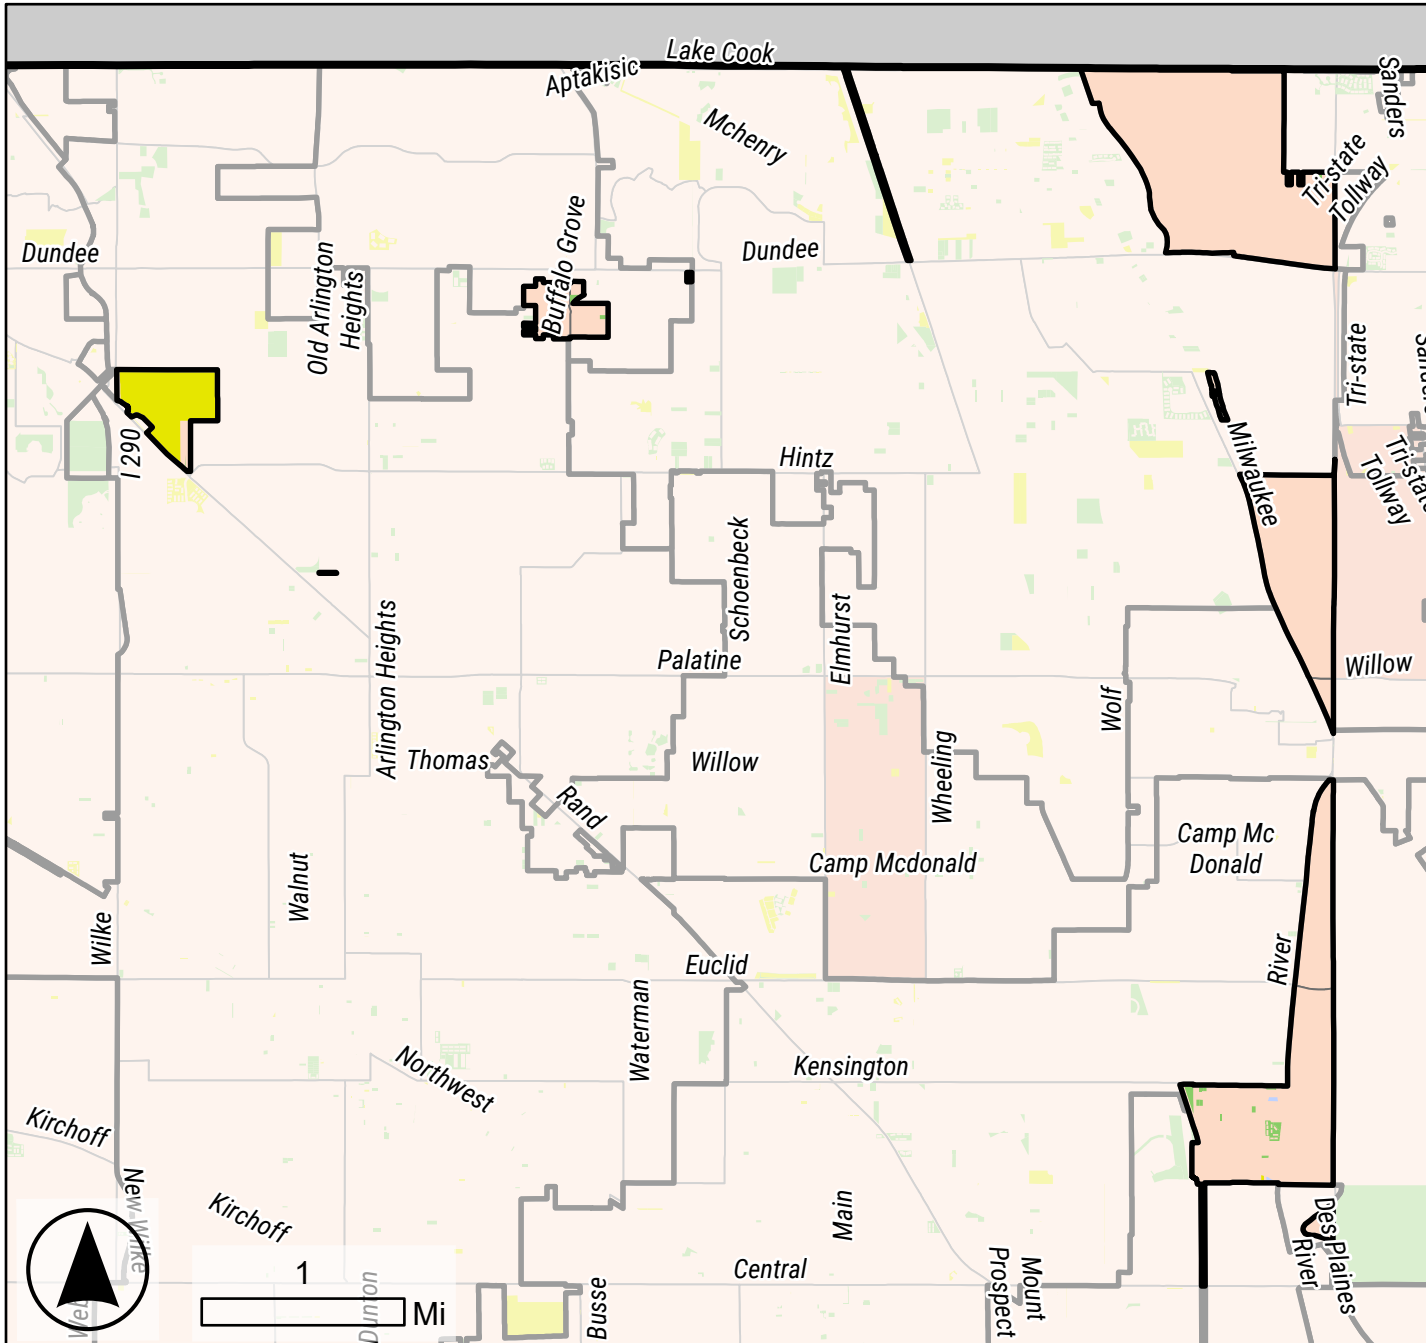 Lake Cook
Aptakisic
Sanders
Mchenry
Tri-state
Tollway
Dundee
Buffalo Grove
Dundee
Old Arlington
Heights
Tri-state
I 290
Hintz
Milwaukee
Tri-state
Tollway
Schoenbeck
Elmhurst
Arlington Heights
Palatine
Willow
Wolf
Thomas
Willow
Wheeling
Rand
Camp Mc
Donald
Camp Mcdonald
Walnut
Wilke
Euclid
River
Waterman
Northwest
Kensington
Kirchoff
New Wilke
Kirchoff
Main
Des Plaines
River
Central
Mount
Prospect
Busse
Dunton
1
Mi